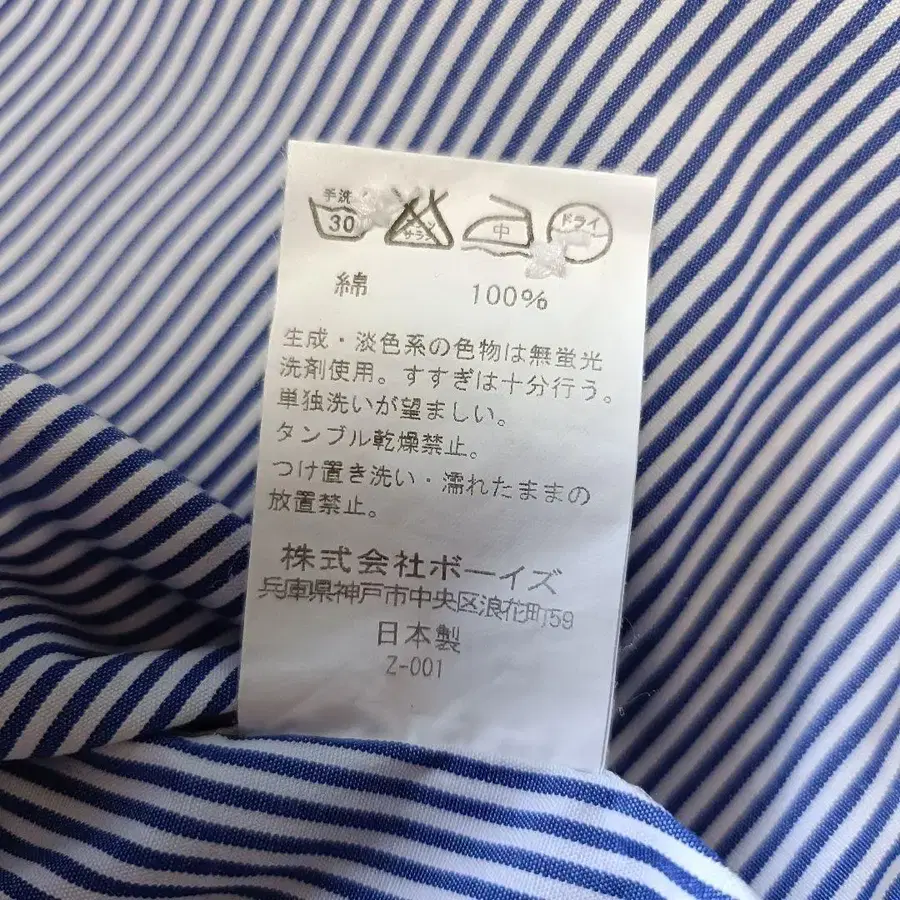 手洗
30
サラシ
中
ドライ
綿 100%
生成・淡色系の色物は無蛍光
洗剤使用。すすぎは十分行う。
単独洗いが望ましい。
タンブル乾燥禁止。
つけ置き洗い・濡れたままの
放置禁止。
株式会社ボーイズ
兵庫県神戸市中央区浪花町59
日本製
Z-001